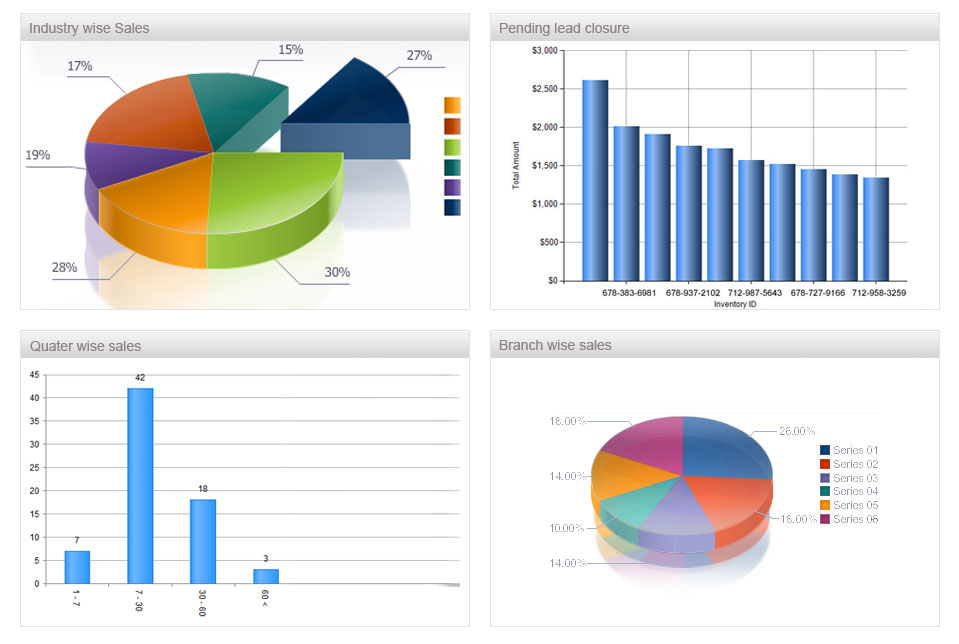 Industry wise Sales
15%
27%
17%
19%
28%
30%
Pending lead closure
$3,000
$2,500
$2,000
$1,500
$1,000
$500
$0
Total Amount
678-383-6981 678-937-2102 712-987-5643 678-727-9166 712-958-3259
Inventory ID
Quater wise sales
45
40
35
30
25
20
15
10
5
0
7
42
18
3
1 - 7
7 - 30
30 - 60
60 <
Branch wise sales
18.00%
26.00%
14.00%
10.00%
18.00%
14.00%
Series 01
Series 02
Series 03
Series 04
Series 05
Series 06